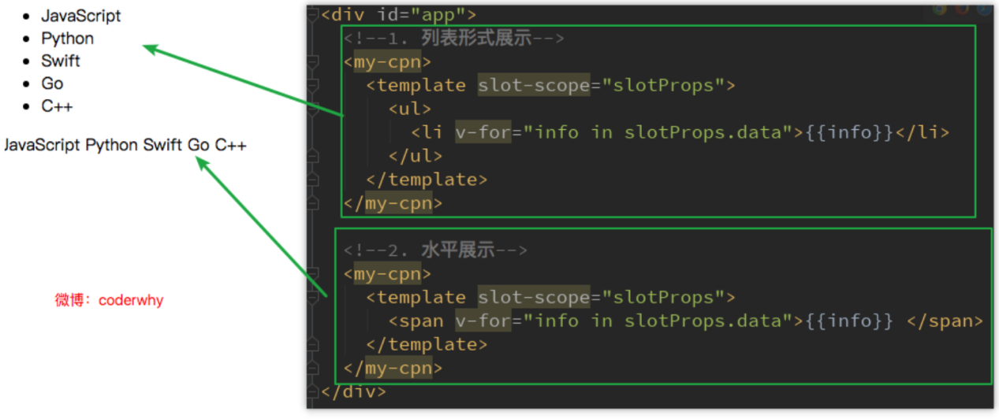 JavaScript
Python
Swift
Go
C++
JavaScript Python Swift Go C++
微博：coderwhy
<div id="app">
<!--1. 列表形式展示-->
<my-cpn>
<template slot-scope="slotProps">
<ul>
<li v-for="info in slotProps.data">{{info}}</li>
</ul>
</template>
</my-cpn>
<!--2. 水平展示-->
<my-cpn>
<template slot-scope="slotProps">
<span v-for="info in slotProps.data">{{info}} </span>
</template>
</my-cpn>
</div>